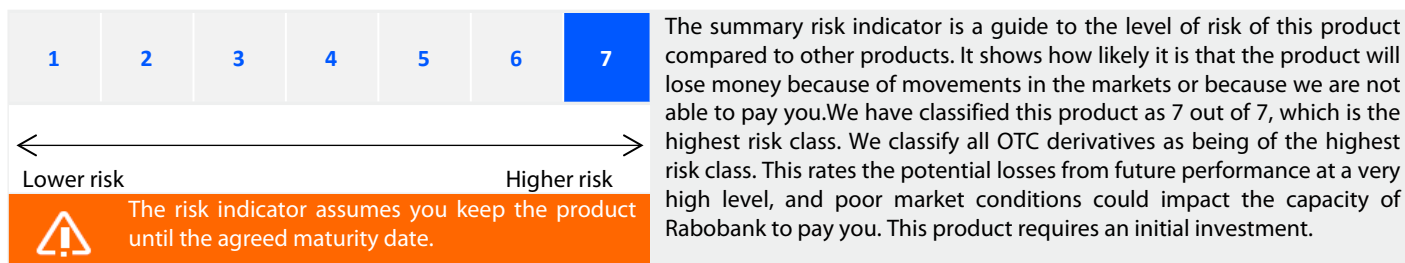 1 2 3 4 5 6 7
Lower risk Higher risk
The risk indicator assumes you keep the product
until the agreed maturity date.
The summary risk indicator is a guide to the level of risk of this product
compared to other products. It shows how likely it is that the product will
lose money because of movements in the markets or because we are not
able to pay you.We have classified this product as 7 out of 7, which is the
highest risk class. We classify all OTC derivatives as being of the highest
risk class. This rates the potential losses from future performance at a very
high level, and poor market conditions could impact the capacity of
Rabobank to pay you. This product requires an initial investment.